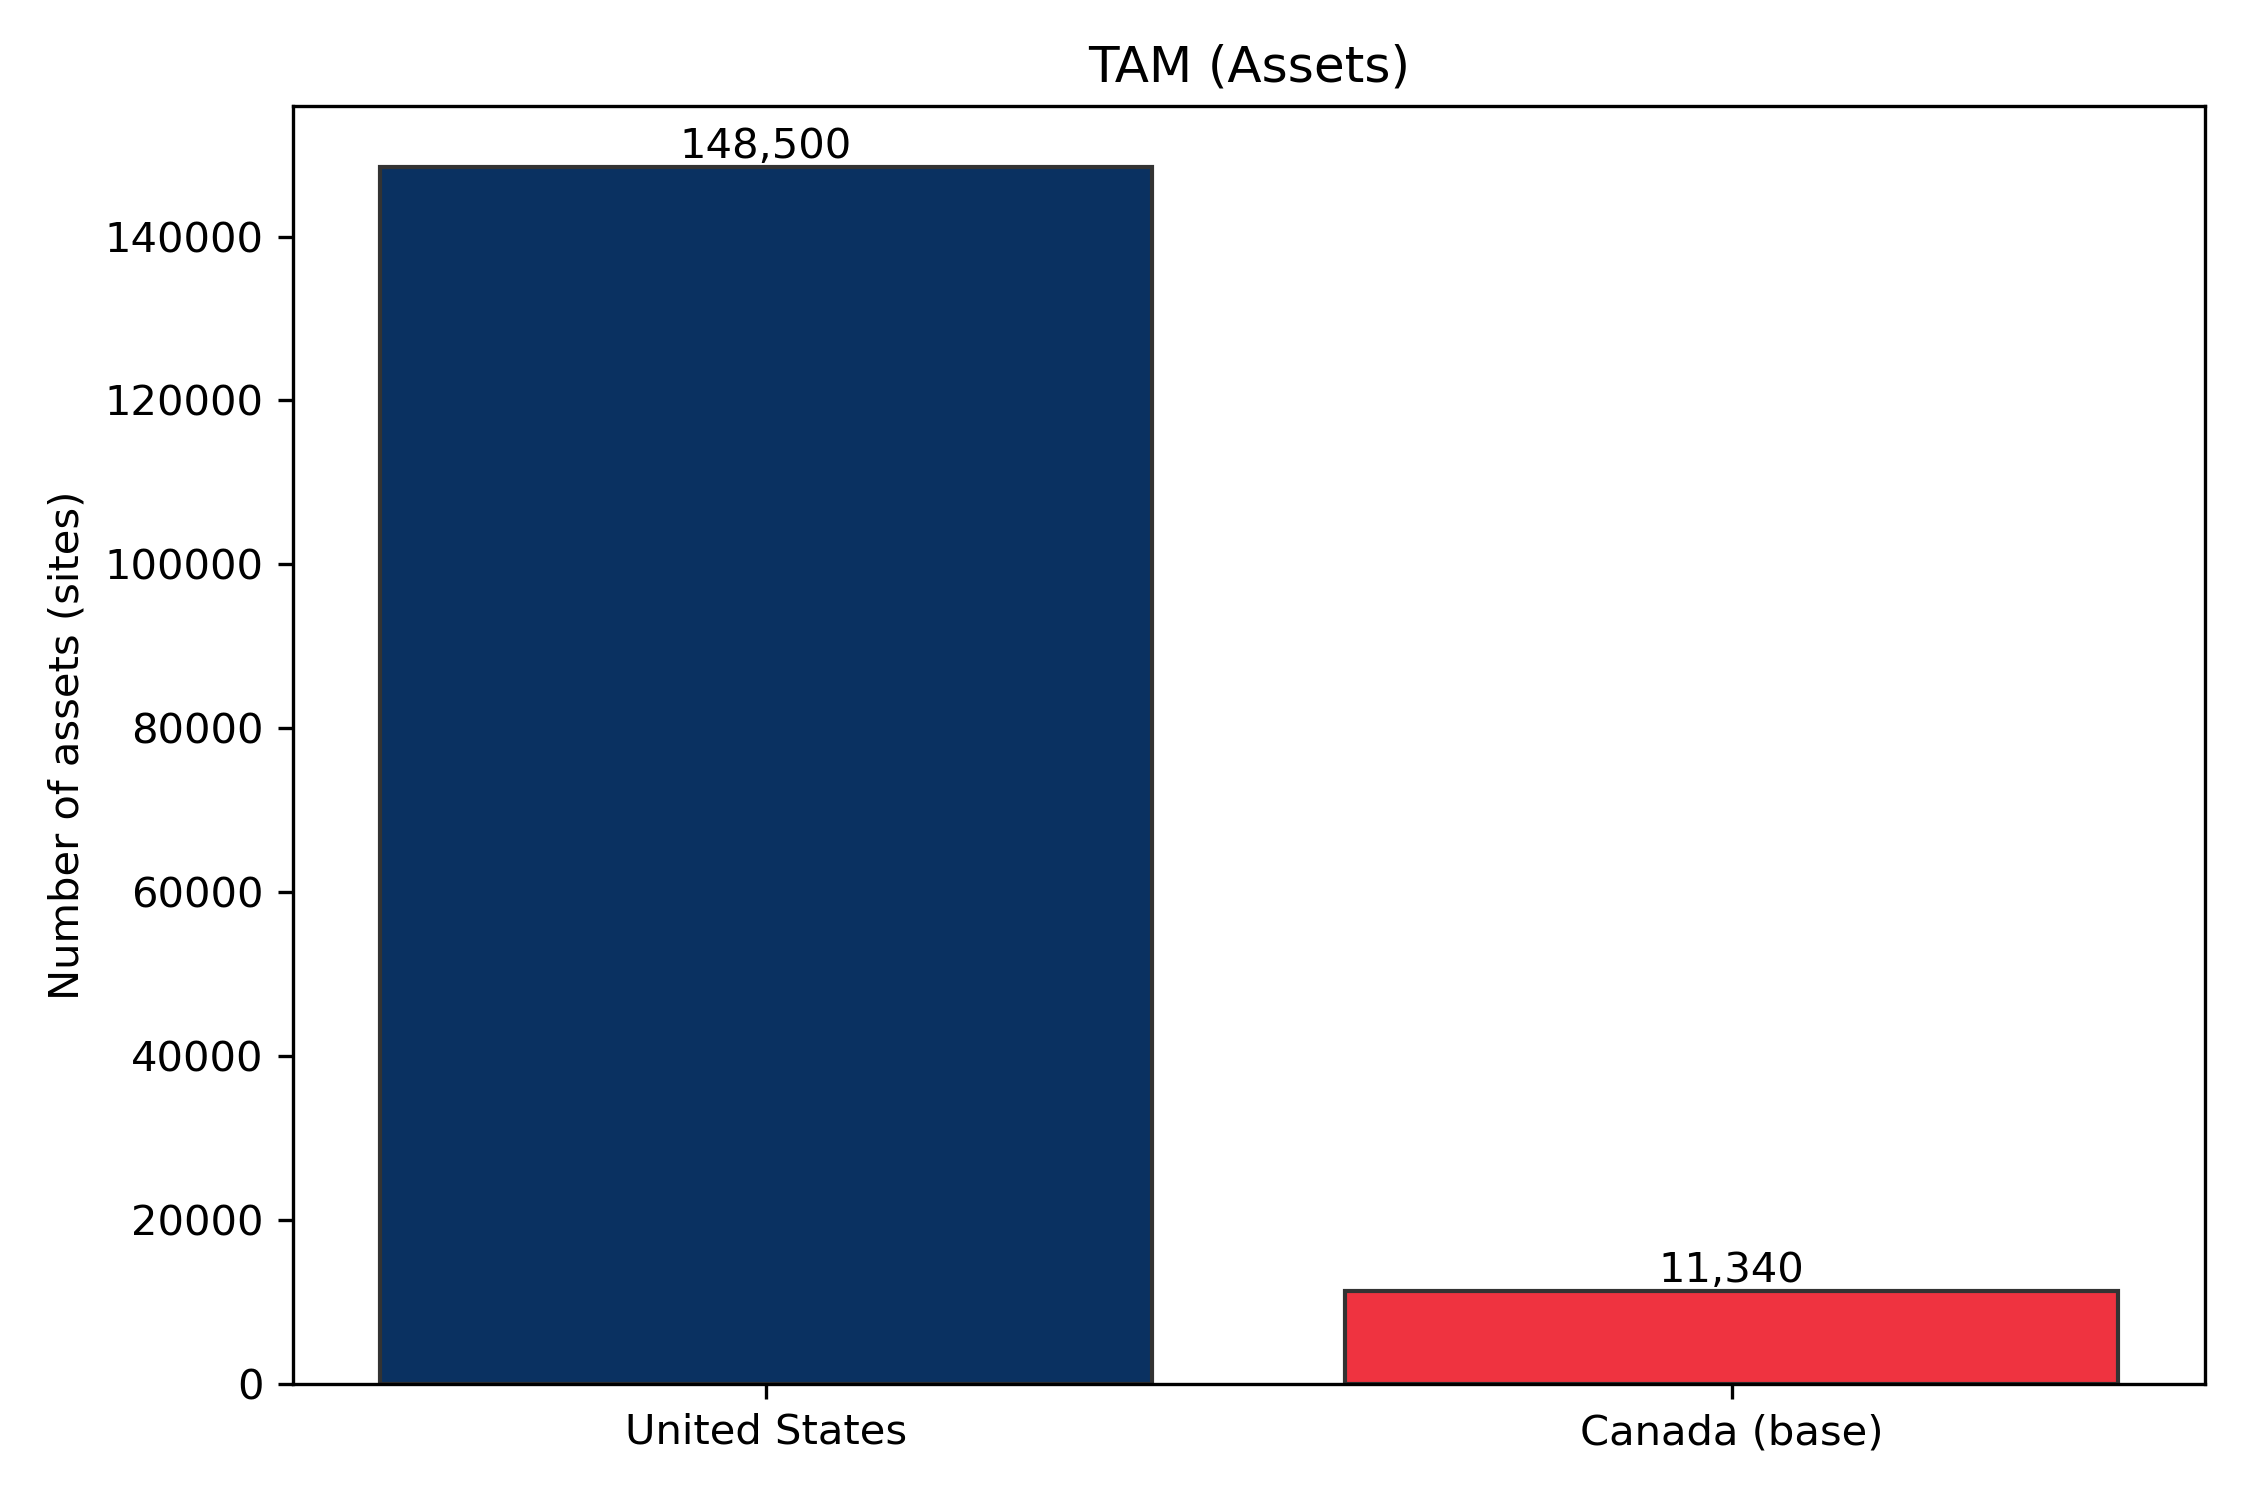 TAM (Assets)
148,500
140000
120000
100000
80000
60000
40000
20000
0
Number of assets (sites)
11,340
United States
Canada (base)